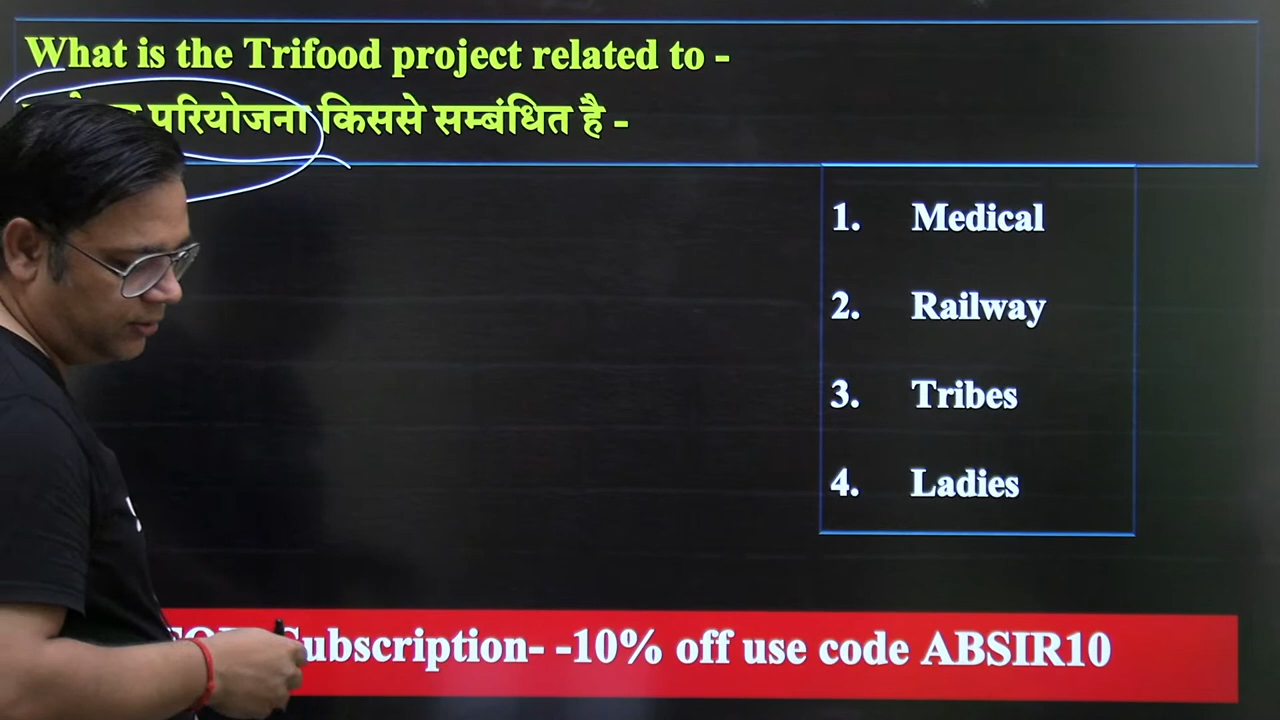 What is the Trifood project related to -
परियोजना किससे सम्बंधित है -
1. Medical
2. Railway
3. Tribes
4. Ladies
Subscription- -10% off use code ABSIR10